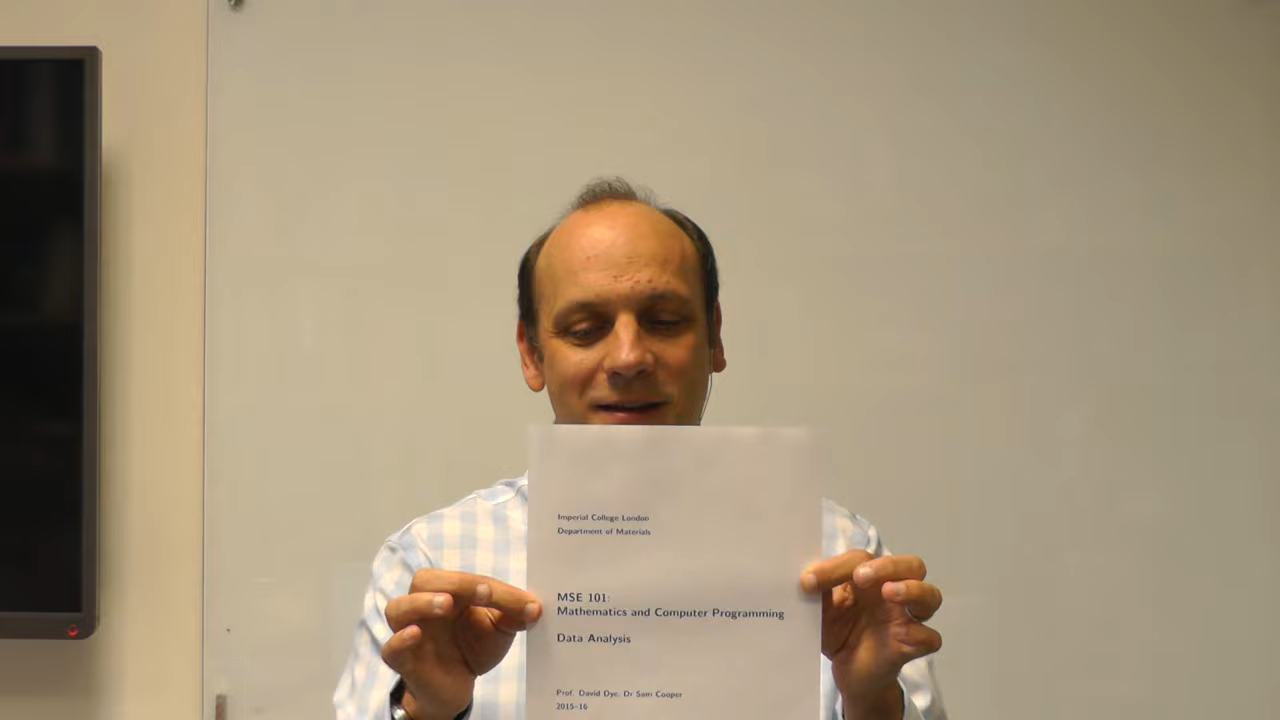 Imperial College London
Department of Materials
MSE 101:
Mathematics and Computer Programming
Data Analysis
Prof. David Dye, Dr Sam Cooper
2015-16